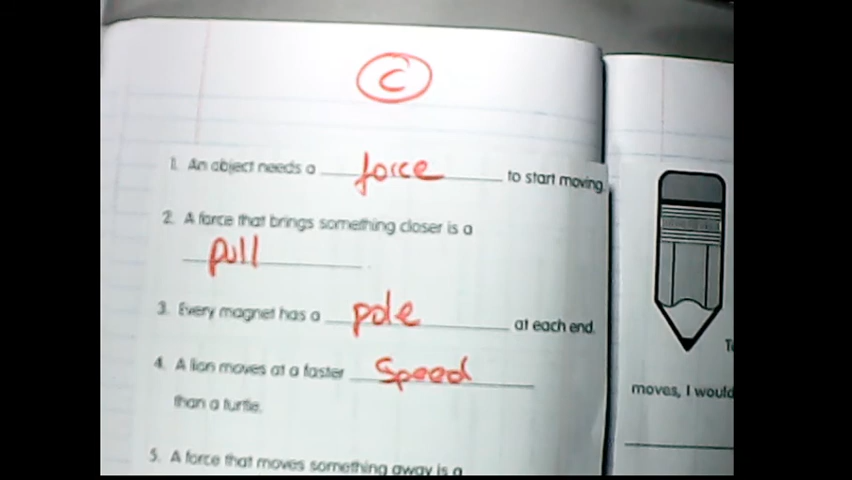 C
1. An object needs a force to start moving.
2. A force that brings something closer is a
pull
3. Every magnet has a pole at each end.
4. A lion moves at a faster Speed
than a turtle.
5. A force that moves something away is a
moves, I would